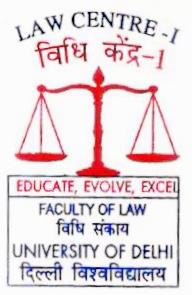 LAW CENTRE -I
विधि केंद्र-1
EDUCATE, EVOLVE, EXCEL
FACULTY OF LAW
विधि संकाय
UNIVERSITY OF DELHI
दिल्ली विश्वविद्यालय